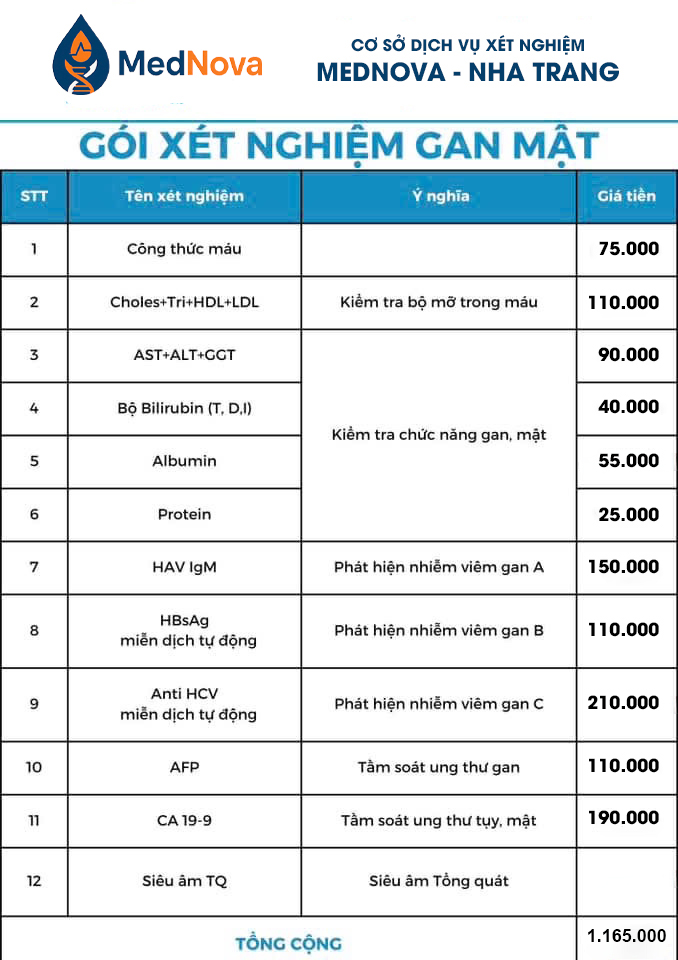 MedNova
CƠ SỞ DỊCH VỤ XÉT NGHIỆM
MEDNOVA - NHA TRANG
GÓI XÉT NGHIỆM GAN MẬT
STT Tên xét nghiệm Ý nghĩa Giá tiền
1 Công thức máu 75.000
2 Choles+Tri+HDL+LDL Kiểm tra bộ mỡ trong máu 110.000
3 AST+ALT+GGT 90.000
4 Bộ Bilirubin (T, D,I) 40.000
Kiểm tra chức năng gan, mật
5 Albumin 55.000
6 Protein 25.000
7 HAV IgM Phát hiện nhiễm viêm gan A 150.000
8 HBsAg
miễn dịch tự động Phát hiện nhiễm viêm gan B 110.000
9 Anti HCV
miễn dịch tự động Phát hiện nhiễm viêm gan C 210.000
10 AFP Tầm soát ung thư gan 110.000
11 CA 19-9 Tầm soát ung thư tụy, mật 190.000
12 Siêu âm TQ Siêu âm Tổng quát
TỔNG CỘNG 1.165.000